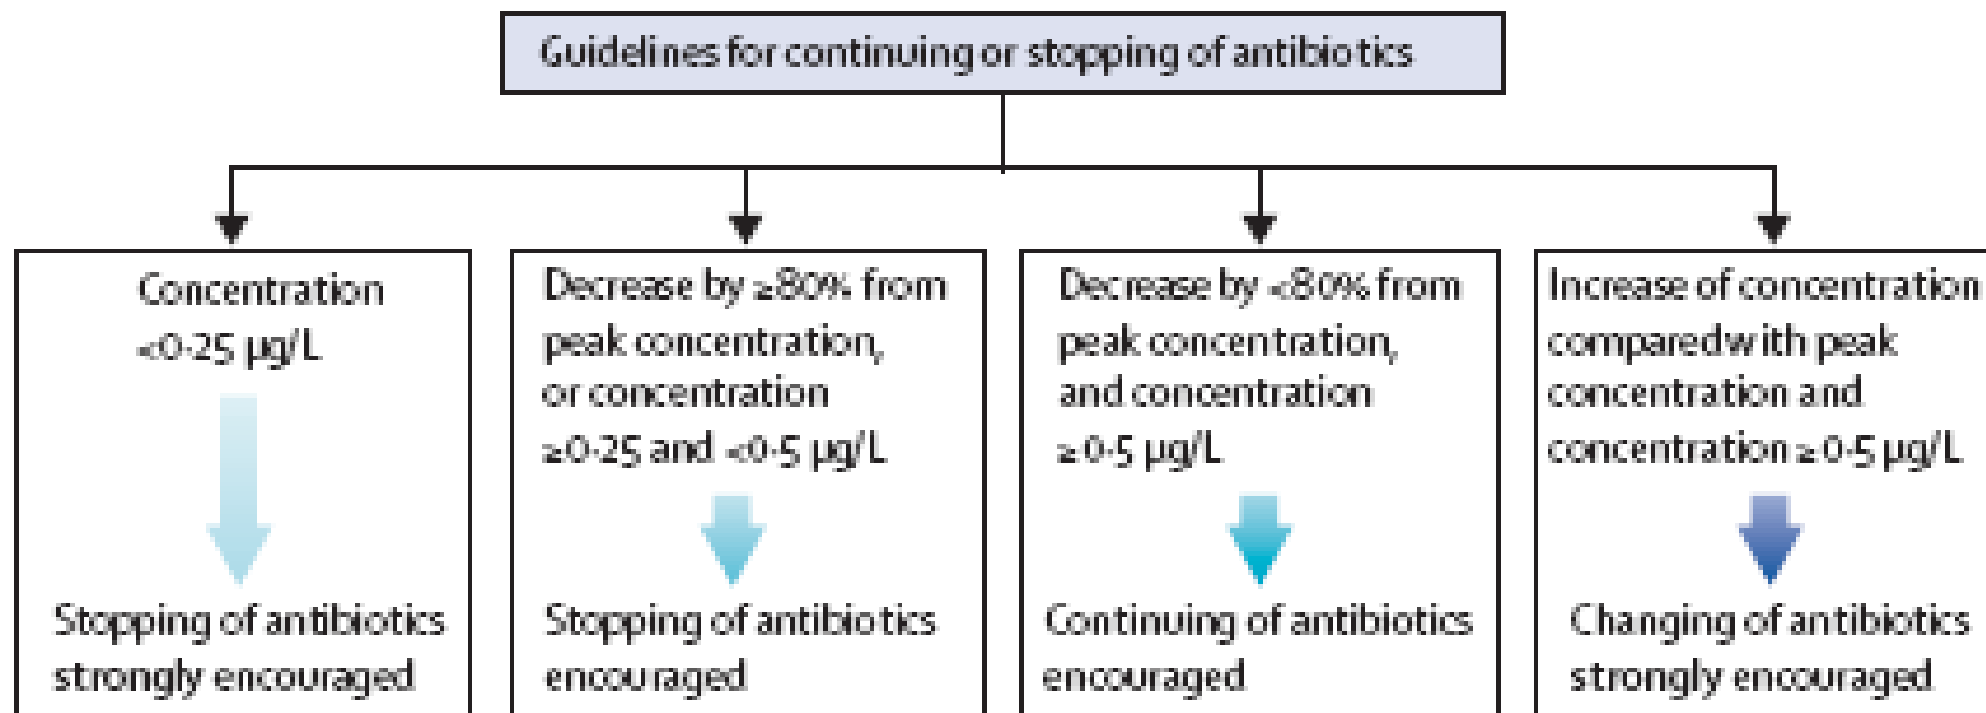 Guidelines for continuing or stopping of antibiotics
Concentration
<0·25 µg/L
Stopping of antibiotics
strongly encouraged
Decrease by ≥80% from
peak concentration,
or concentration
≥0·25 and <0·5 µg/L
Stopping of antibiotics
encouraged
Decrease by <80% from
peak concentration,
and concentration
≥0·5 µg/L
Continuing of antibiotics
encouraged
Increase of concentration
compared with peak
concentration and
concentration ≥0·5 µg/L
Changing of antibiotics
strongly encouraged